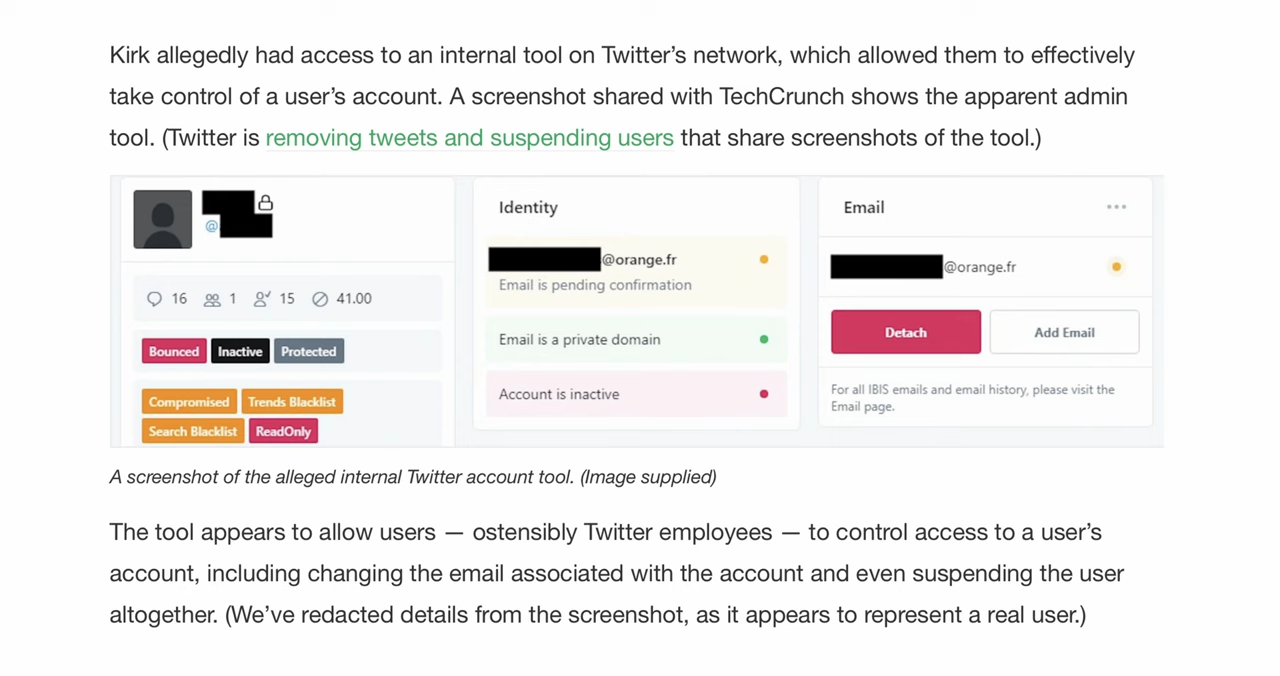 Kirk allegedly had access to an internal tool on Twitter’s network, which allowed them to effectively
take control of a user’s account. A screenshot shared with TechCrunch shows the apparent admin
tool. (Twitter is removing tweets and suspending users that share screenshots of the tool.)
@
16 1 15 41.00
Bounced Inactive Protected
Compromised Trends Blacklist
Search Blacklist ReadOnly
Identity
@orange.fr
Email is pending confirmation
Email is a private domain
Account is inactive
Email
@orange.fr
Detach Add Email
For all IBIS emails and email history, please visit the
Email page.
A screenshot of the alleged internal Twitter account tool. (Image supplied)
The tool appears to allow users — ostensibly Twitter employees — to control access to a user’s
account, including changing the email associated with the account and even suspending the user
altogether. (We’ve redacted details from the screenshot, as it appears to represent a real user.)